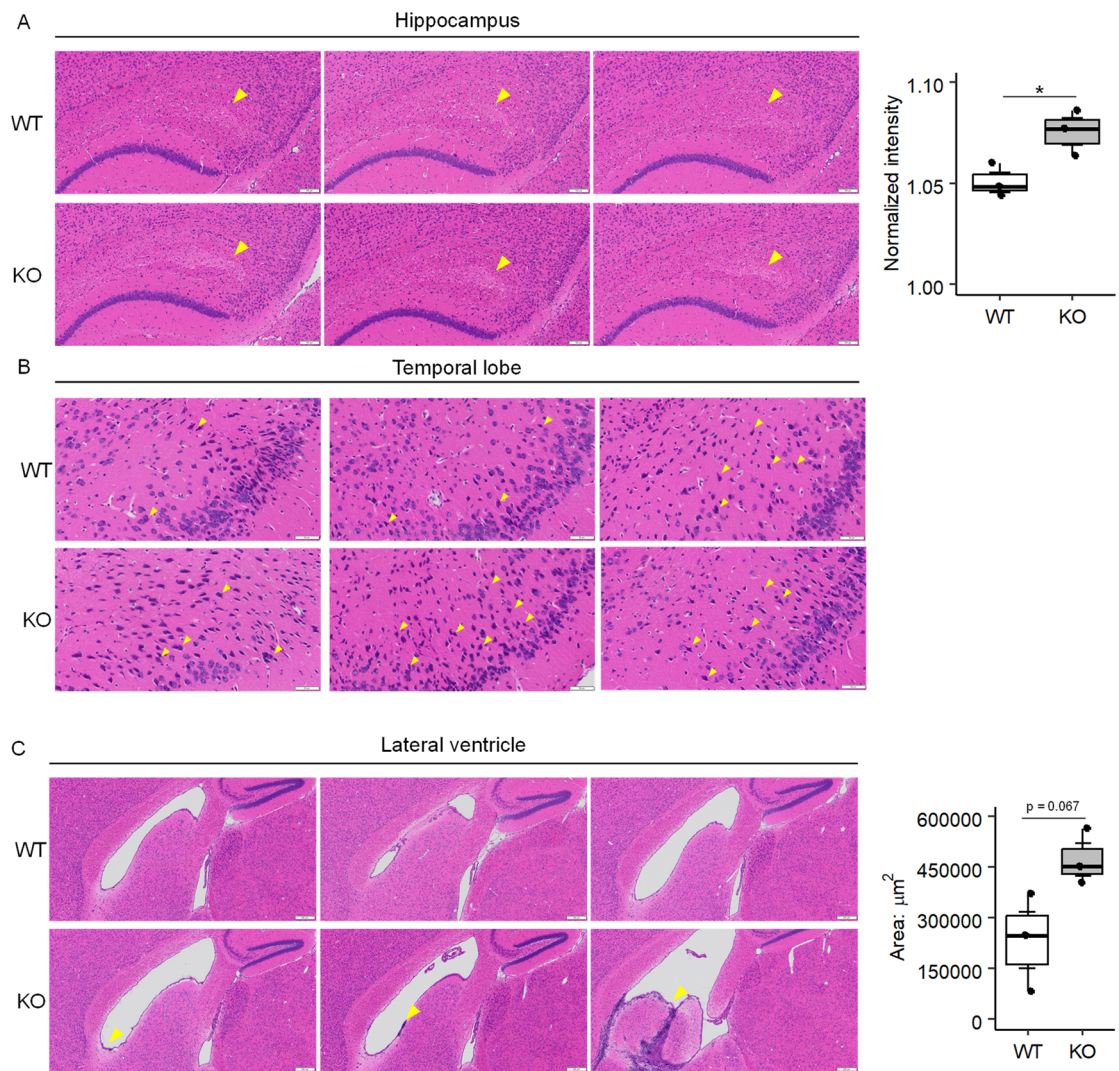 A
Hippocampus
WT
KO
Normalized intensity
1.10
1.05
1.00
*
WT
KO
B
Temporal lobe
WT
KO
C
Lateral ventricle
WT
KO
Area: μm²
600000
450000
300000
150000
0
p = 0.067
WT
KO